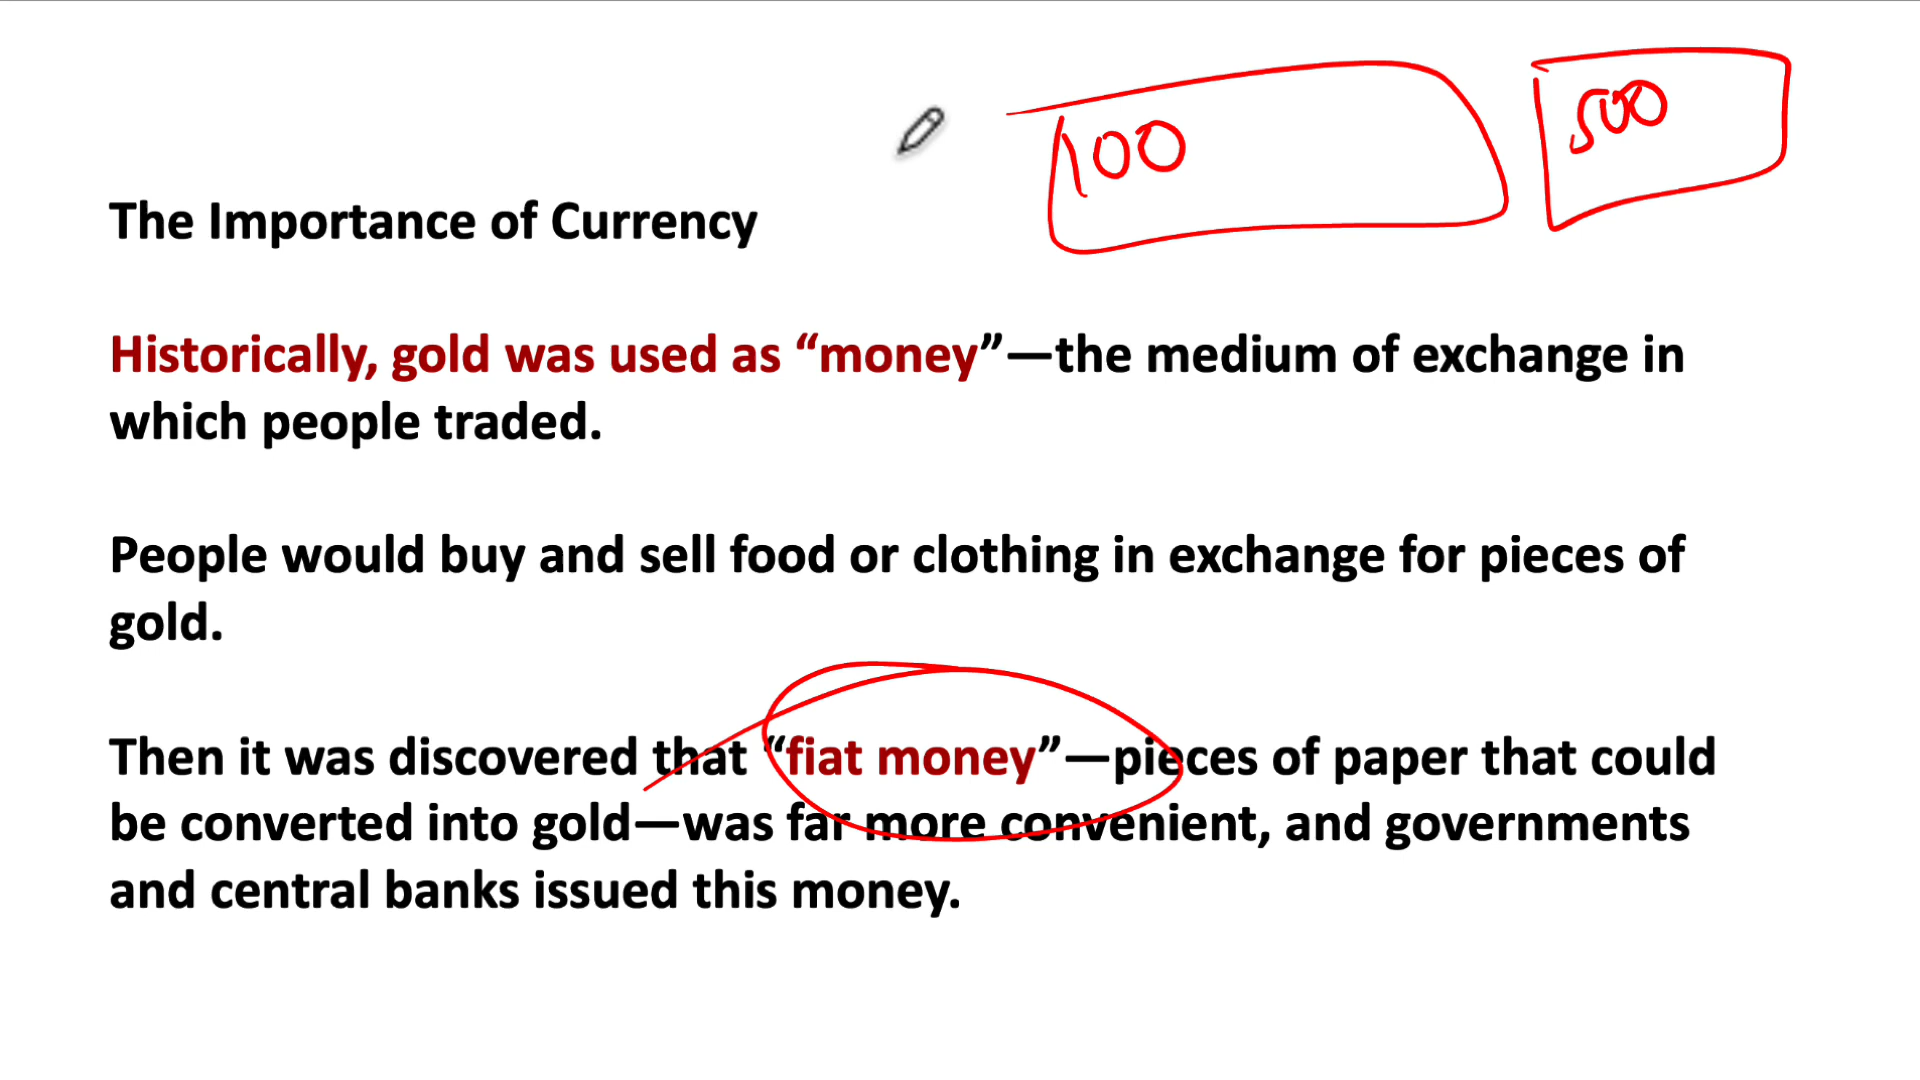 100
500
The Importance of Currency
Historically, gold was used as “money”—the medium of exchange in
which people traded.
People would buy and sell food or clothing in exchange for pieces of
gold.
Then it was discovered that “fiat money”—pieces of paper that could
be converted into gold—was far more convenient, and governments
and central banks issued this money.